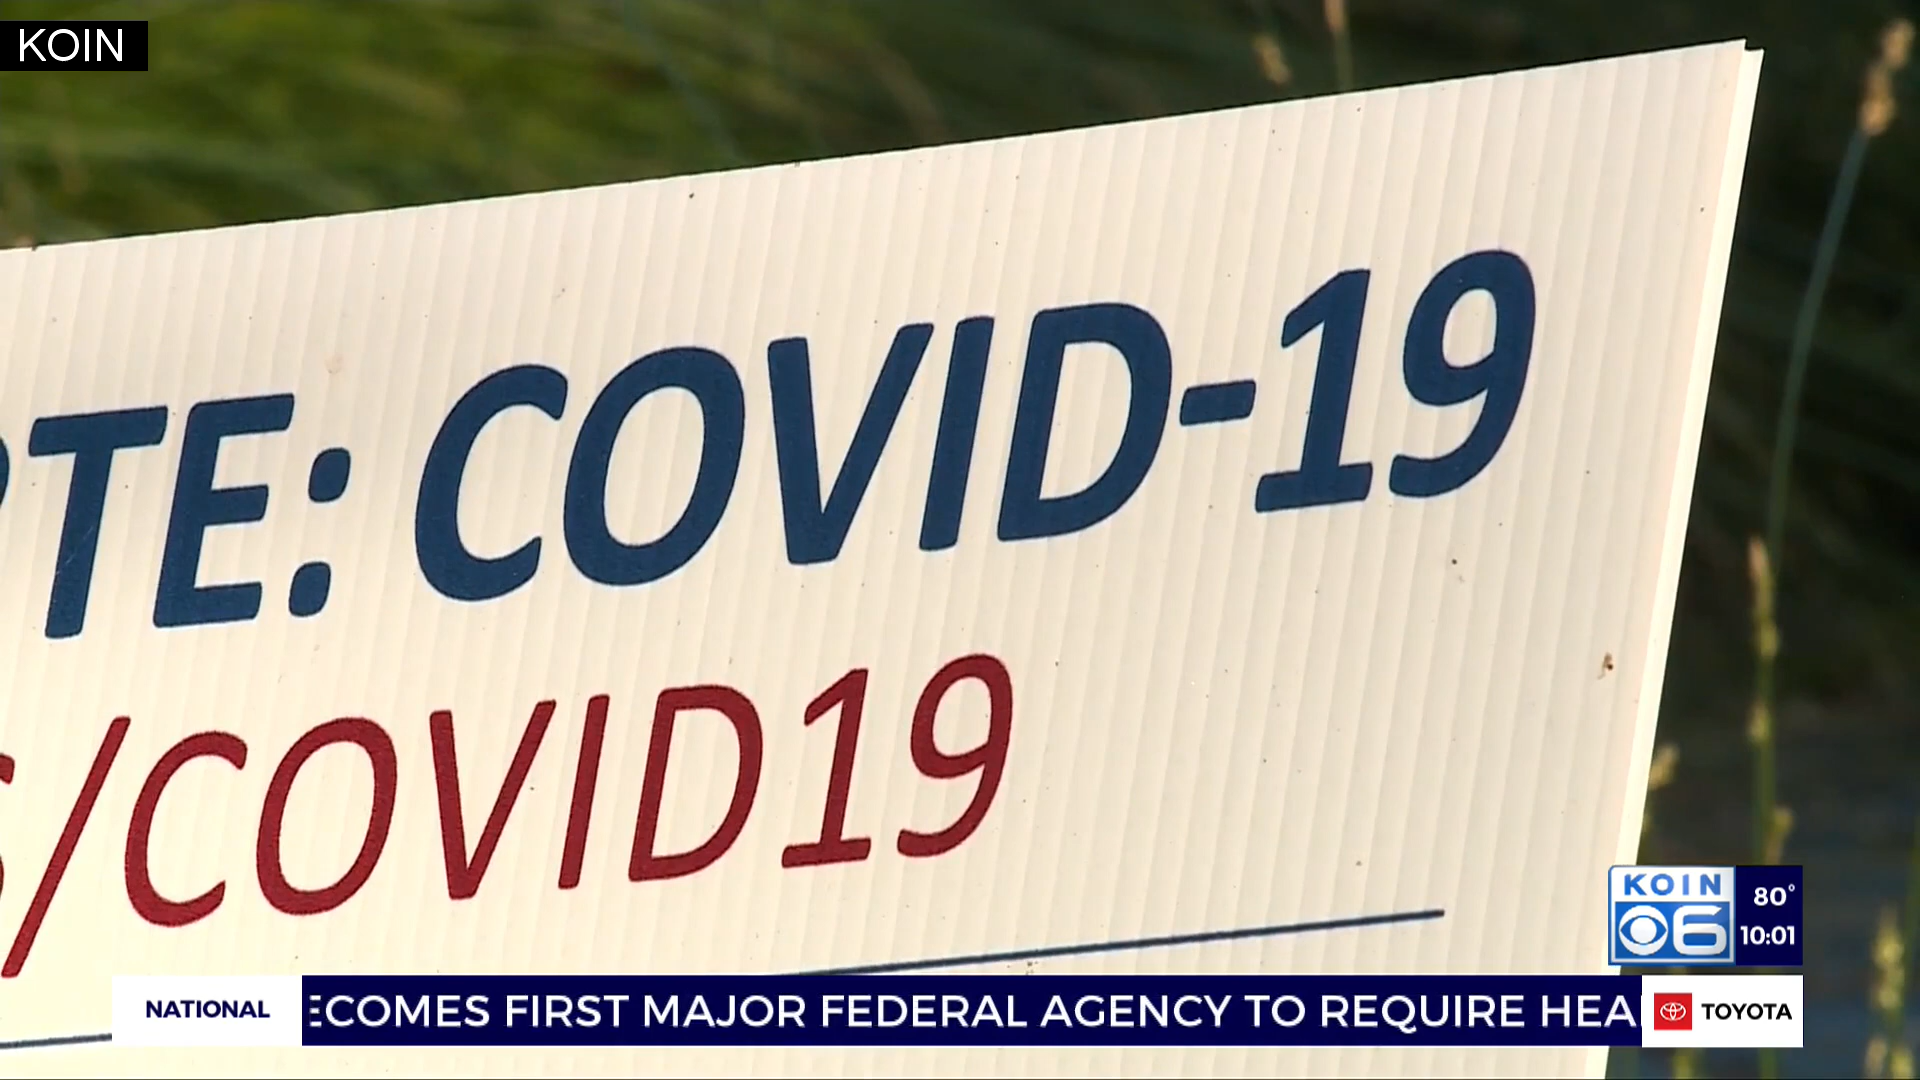 KOIN
TE: COVID-19
/COVID19
KOIN
6
80°
10:01
NATIONAL
ECOMES FIRST MAJOR FEDERAL AGENCY TO REQUIRE HEA
TOYOTA